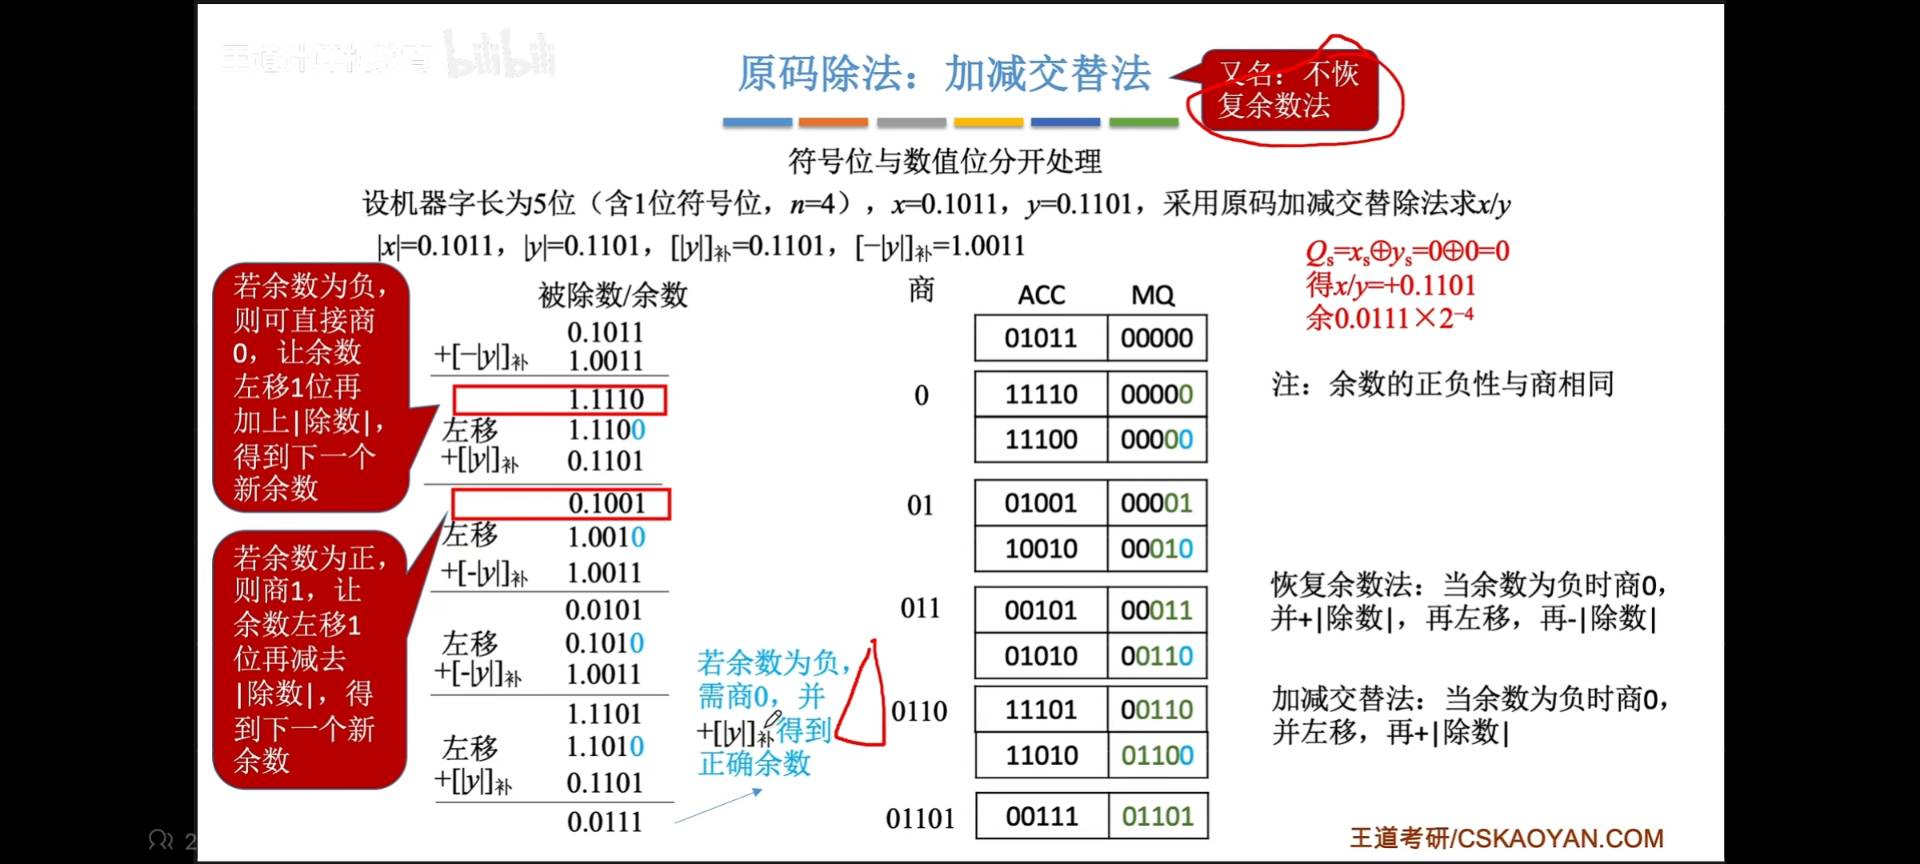 王道计算机教育 bilibili
原码除法：加减交替法
又名：不恢
复余数法
符号位与数值位分开处理
设机器字长为5位（含1位符号位，n=4），x=0.1011，y=0.1101，采用原码加减交替除法求x/y
|x|=0.1011，|y|=0.1101，[|y|]补=0.1101，[−|y|]补=1.0011
Qs=xs⊕ys=0⊕0=0
得x/y=+0.1101
余0.0111×2⁻⁴
若余数为负，
则可直接商
0，让余数
左移1位再
加上|除数|，
得到下一个
新余数
若余数为正，
则商1，让
余数左移1
位再减去
|除数|，得
到下一个新
余数
被除数/余数 商 ACC MQ
0.1011 01011 00000
+[−|y|]补 1.0011
1.1110 0 11110 00000
左移 1.1100 11100 00000
+[|y|]补 0.1101
0.1001 01 01001 00001
左移 1.0010 10010 00010
+[-|y|]补 1.0011
0.0101 011 00101 00011
左移 0.1010 01010 00110
+[-|y|]补 1.0011
1.1101 0110 11101 00110
左移 1.1010 11010 01100
+[|y|]补 0.1101
0.0111 01101 00111 01101
若余数为负，
需商0，并
+[|y|]补得到
正确余数
注：余数的正负性与商相同
恢复余数法：当余数为负时商0，
并+|除数|，再左移，再-|除数|
加减交替法：当余数为负时商0，
并左移，再+|除数|
王道考研/CSKAOYAN.COM
2